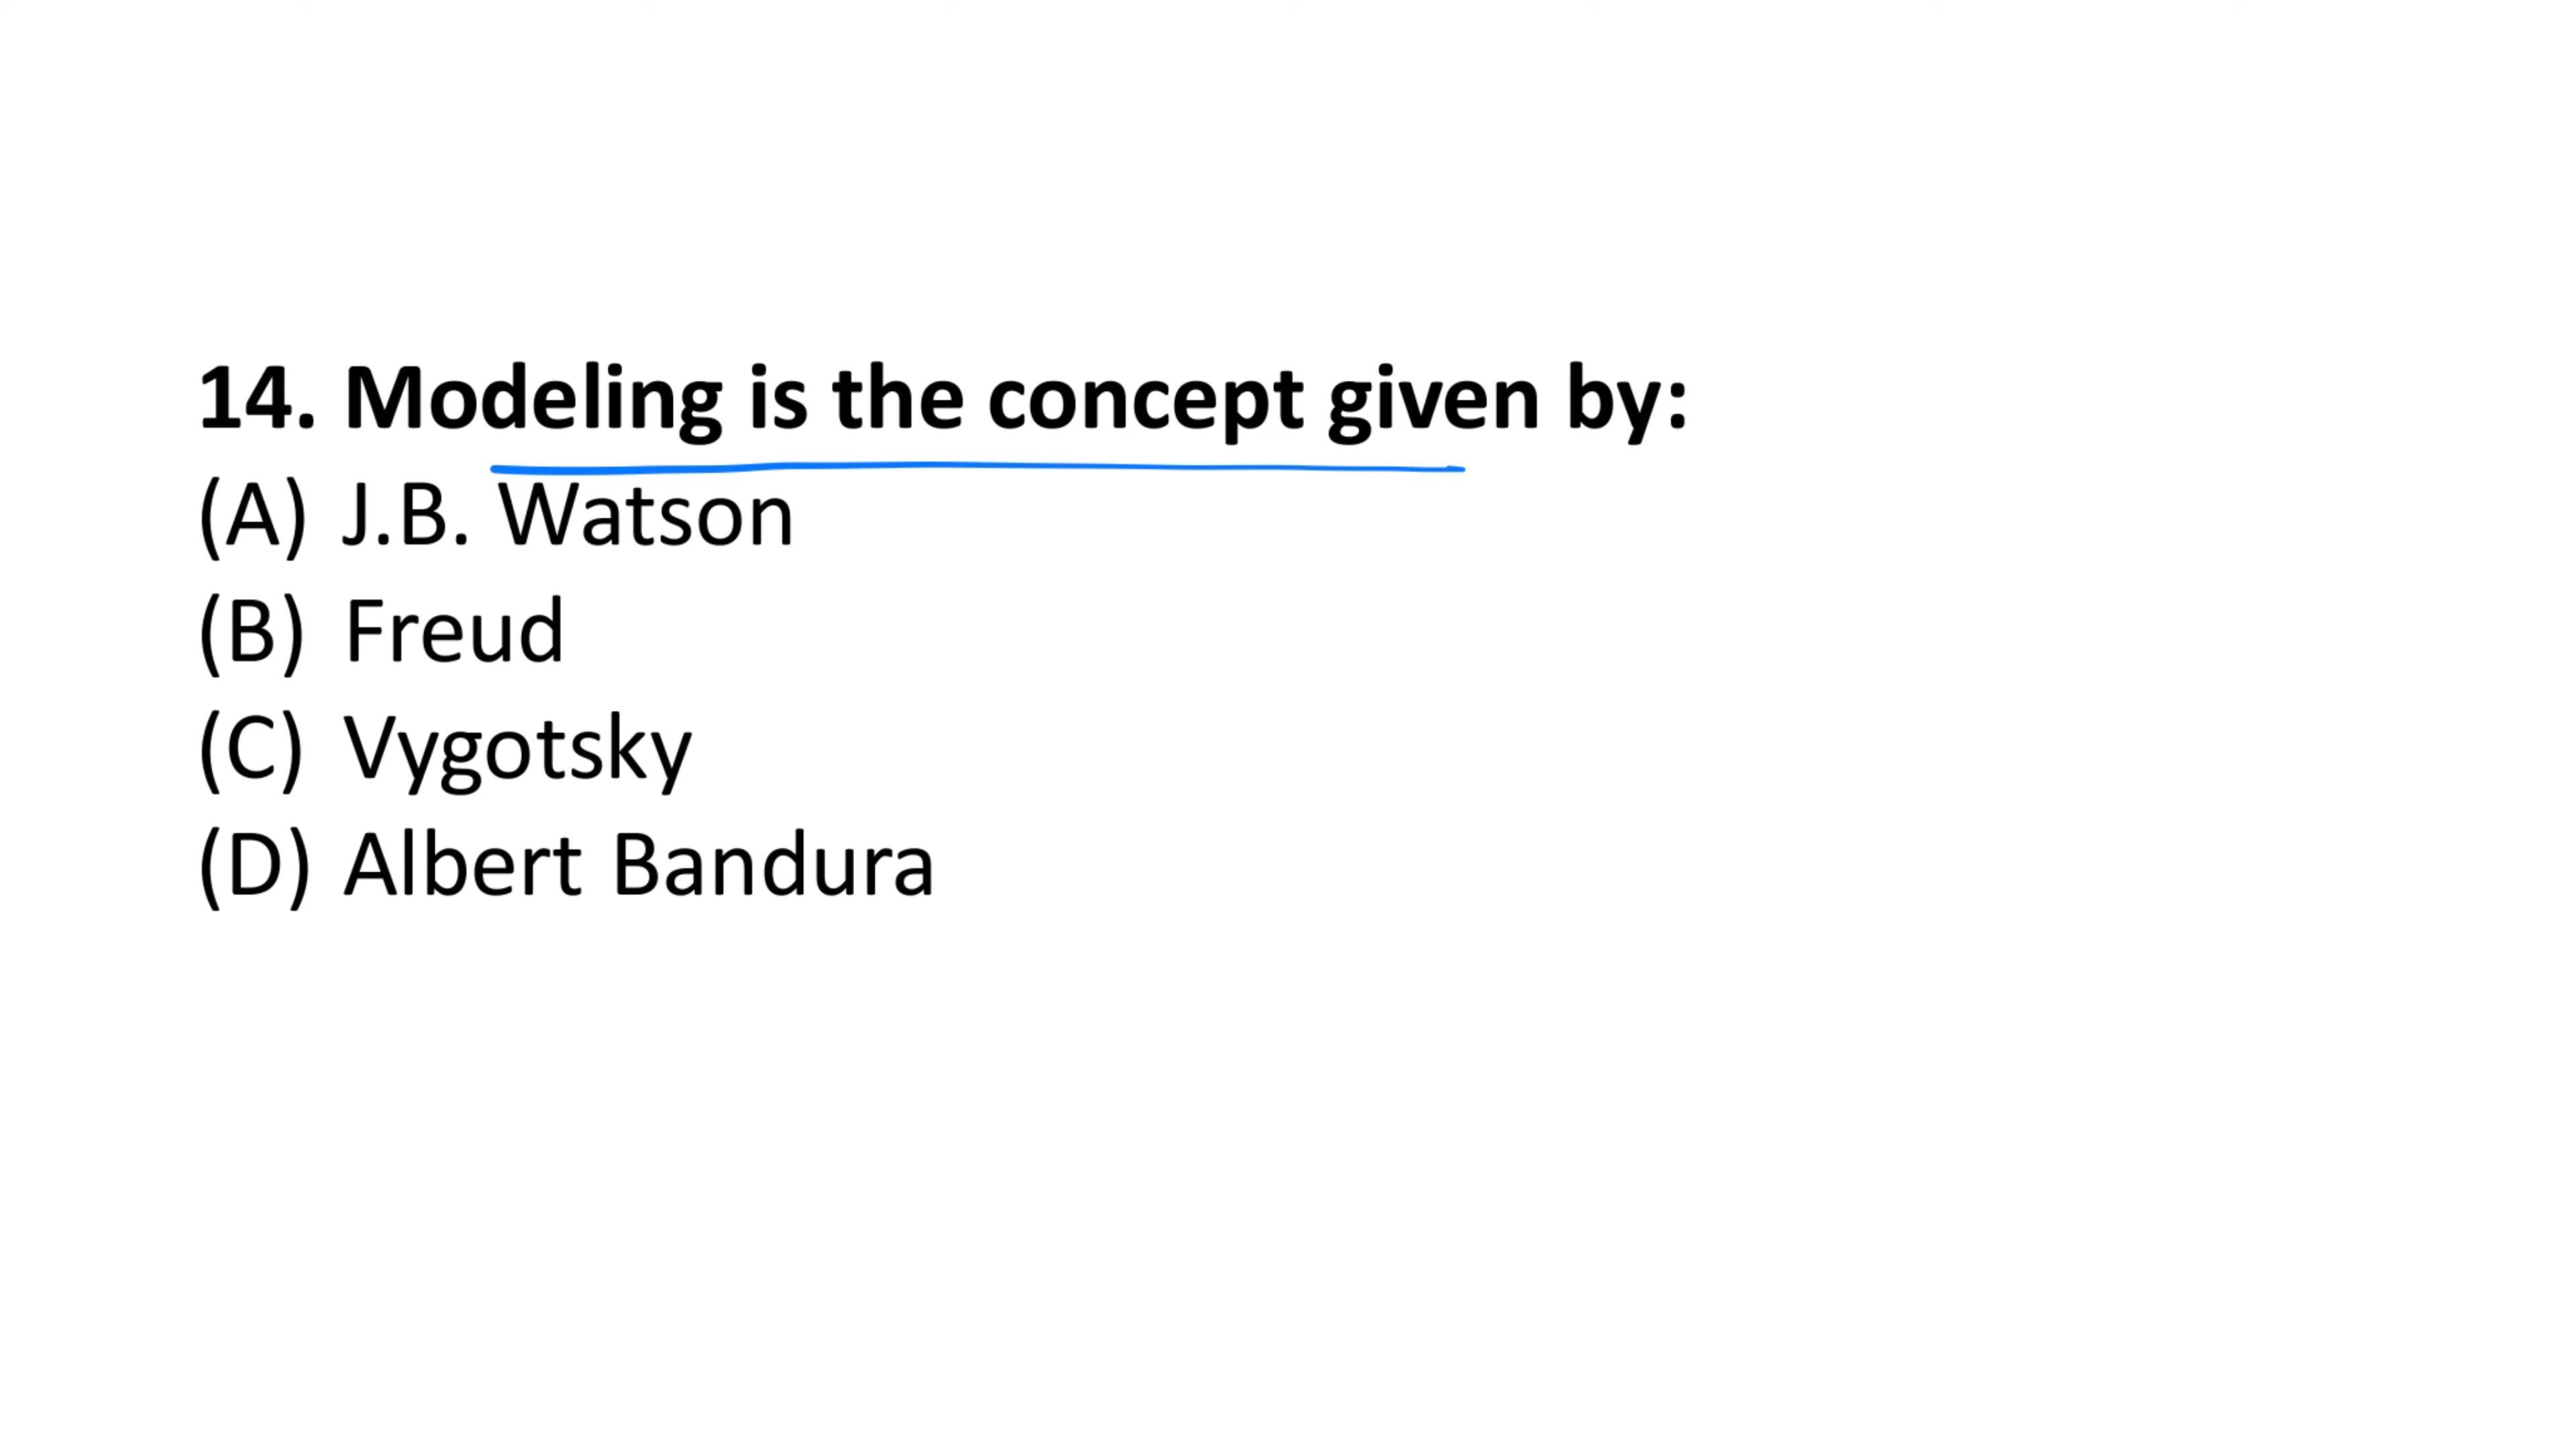 14. Modeling is the concept given by:
(A) J.B. Watson
(B) Freud
(C) Vygotsky
(D) Albert Bandura